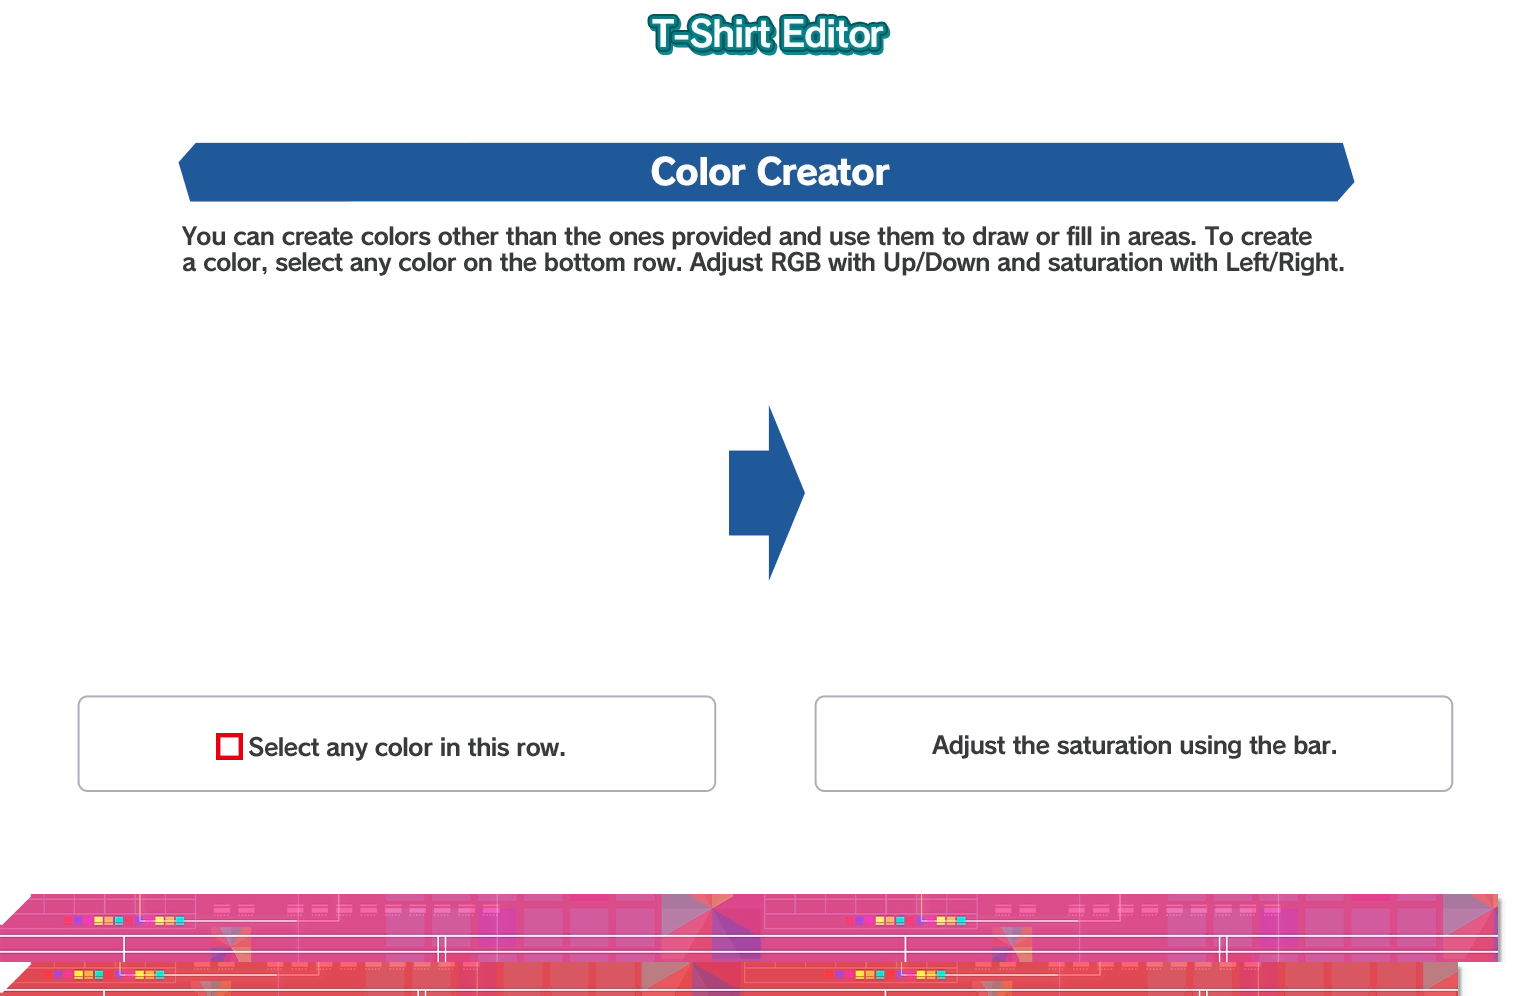 T-Shirt Editor
Color Creator
You can create colors other than the ones provided and use them to draw or fill in areas. To create
a color, select any color on the bottom row. Adjust RGB with Up/Down and saturation with Left/Right.
Select any color in this row.
Adjust the saturation using the bar.